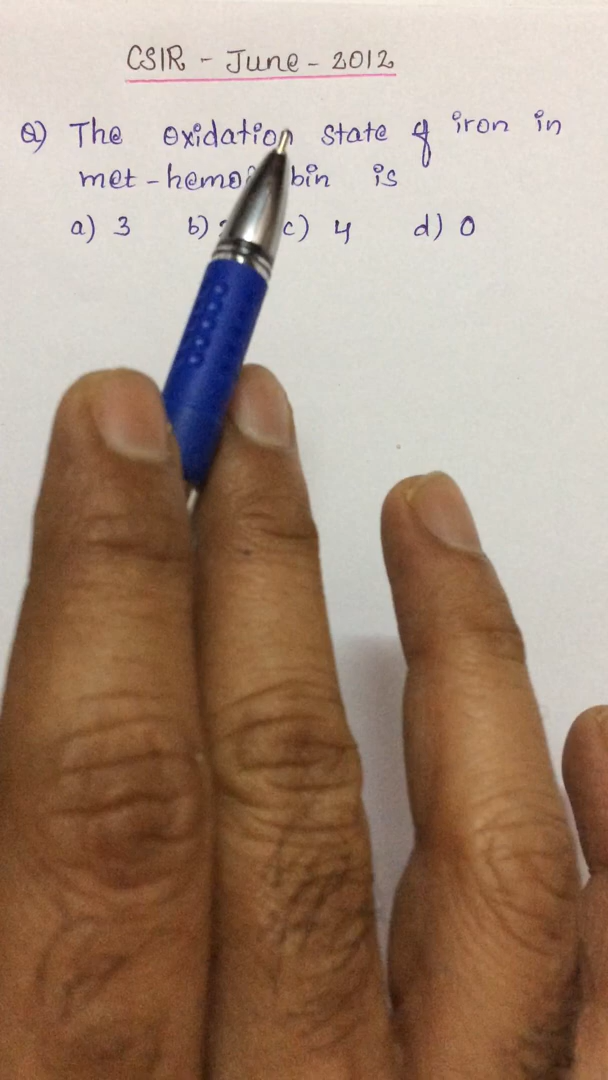 CSIR - June - 2012
Q) The oxidation state of iron in
met - hemo bin is
a) 3 b) c) 4 d) 0